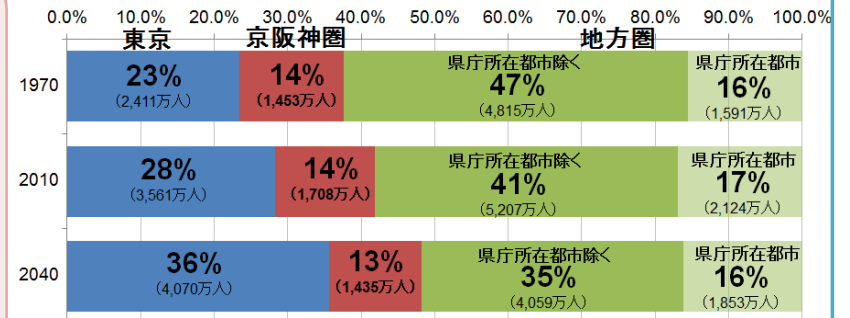 0.0% 10.0% 20.0% 30.0% 40.0% 50.0% 60.0% 70.0% 80.0% 90.0% 100.0%
東京 京阪神圏 地方圏
県庁所在都市除く 県庁所在都市
1970 23% 14% 47% 16%
(2,411万人) (1,453万人) (4,815万人) (1,591万人)
県庁所在都市除く 県庁所在都市
2010 28% 14% 41% 17%
(3,561万人) (1,708万人) (5,207万人) (2,124万人)
県庁所在都市除く 県庁所在都市
2040 36% 13% 35% 16%
(4,070万人) (1,435万人) (4,059万人) (1,853万人)